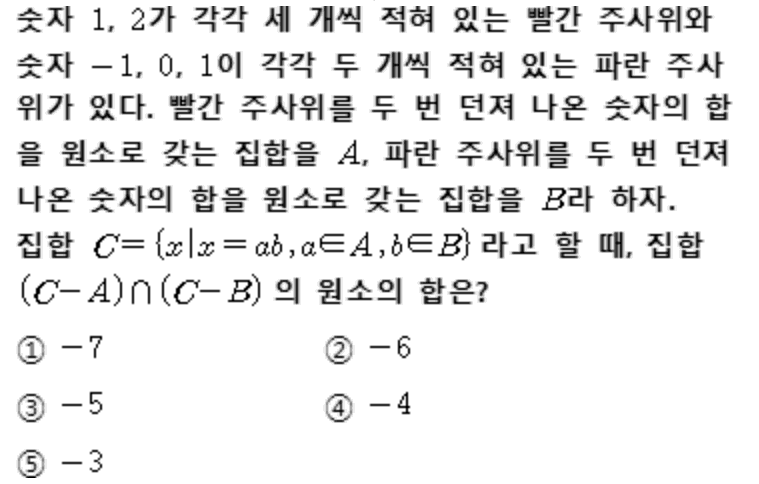 숫자 1, 2가 각각 세 개씩 적혀 있는 빨간 주사위와
숫자 −1, 0, 1이 각각 두 개씩 적혀 있는 파란 주사
위가 있다. 빨간 주사위를 두 번 던져 나온 숫자의 합
을 원소로 갖는 집합을 A, 파란 주사위를 두 번 던져
나온 숫자의 합을 원소로 갖는 집합을 B라 하자.
집합 C={x|x=ab,a∈A,b∈B}라고 할 때, 집합
(C−A)∩(C−B)의 원소의 합은?
① −7 ② −6
③ −5 ④ −4
⑤ −3